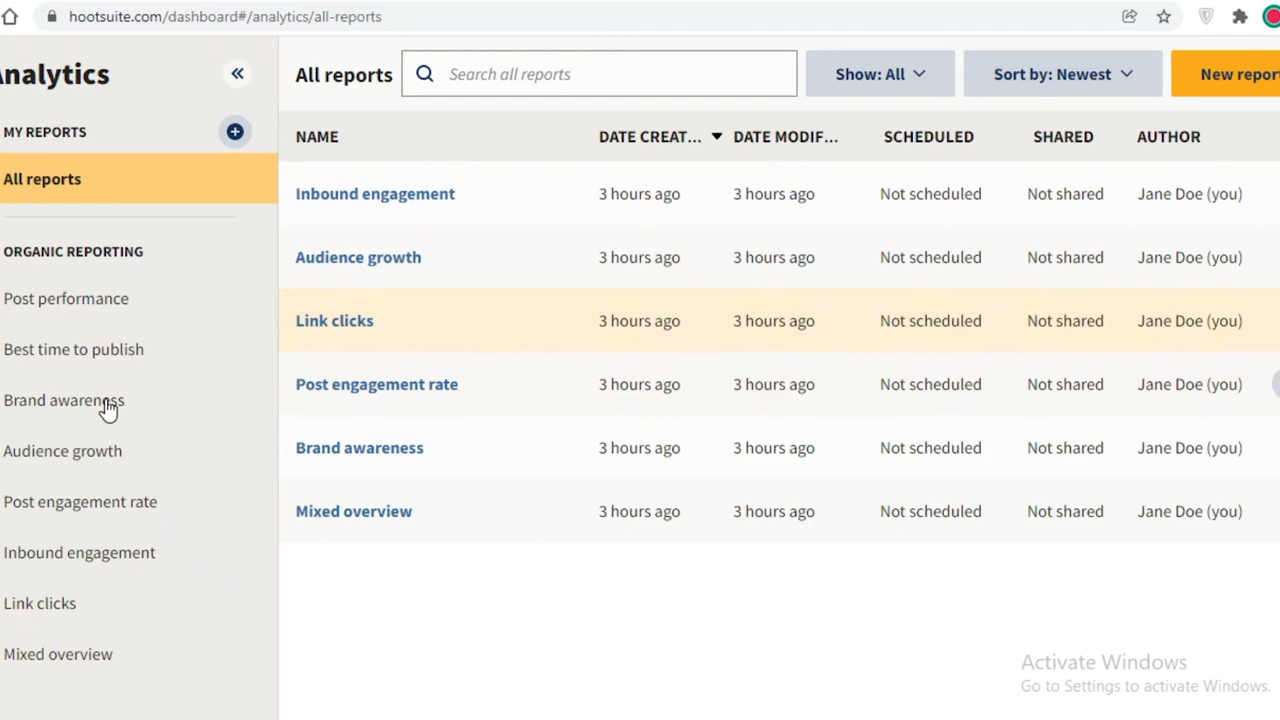 hootsuite.com/dashboard#/analytics/all-reports
Analytics
MY REPORTS
All reports
ORGANIC REPORTING
Post performance
Best time to publish
Brand awareness
Audience growth
Post engagement rate
Inbound engagement
Link clicks
Mixed overview
All reports Search all reports Show: All Sort by: Newest New report
NAME DATE CREAT... DATE MODIF... SCHEDULED SHARED AUTHOR
Inbound engagement 3 hours ago 3 hours ago Not scheduled Not shared Jane Doe (you)
Audience growth 3 hours ago 3 hours ago Not scheduled Not shared Jane Doe (you)
Link clicks 3 hours ago 3 hours ago Not scheduled Not shared Jane Doe (you)
Post engagement rate 3 hours ago 3 hours ago Not scheduled Not shared Jane Doe (you)
Brand awareness 3 hours ago 3 hours ago Not scheduled Not shared Jane Doe (you)
Mixed overview 3 hours ago 3 hours ago Not scheduled Not shared Jane Doe (you)
Activate Windows
Go to Settings to activate Windows.